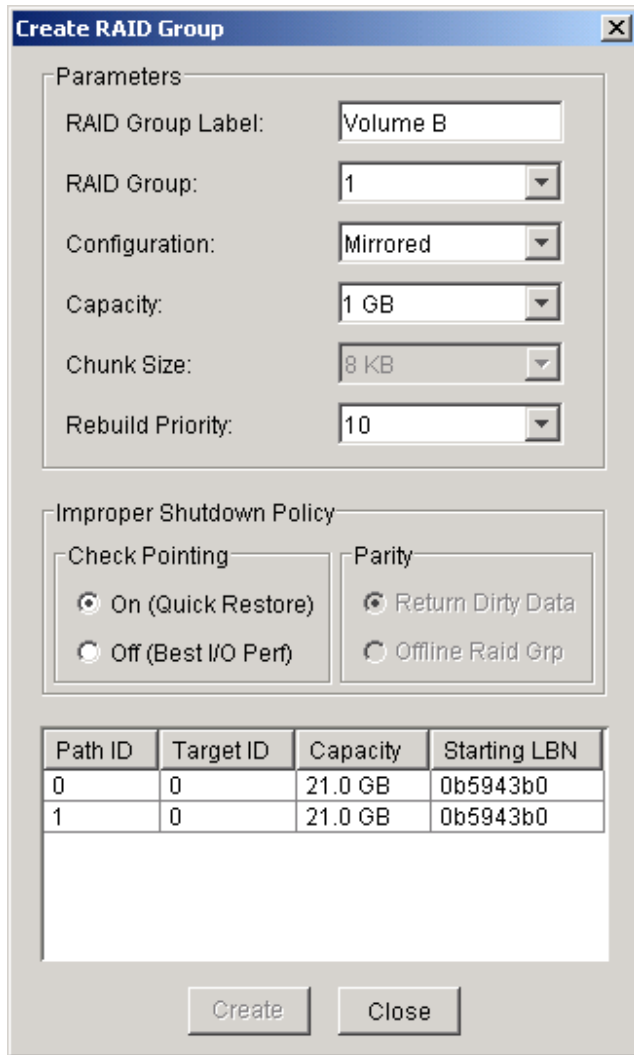 Create RAID Group
Parameters
RAID Group Label: Volume B
RAID Group: 1
Configuration: Mirrored
Capacity: 1 GB
Chunk Size: 8 KB
Rebuild Priority: 10
Improper Shutdown Policy
Check Pointing
On (Quick Restore)
Off (Best I/O Perf)
Parity
Return Dirty Data
Offline Raid Grp
Path ID Target ID Capacity Starting LBN
0 0 21.0 GB 0b5943b0
1 0 21.0 GB 0b5943b0
Create Close